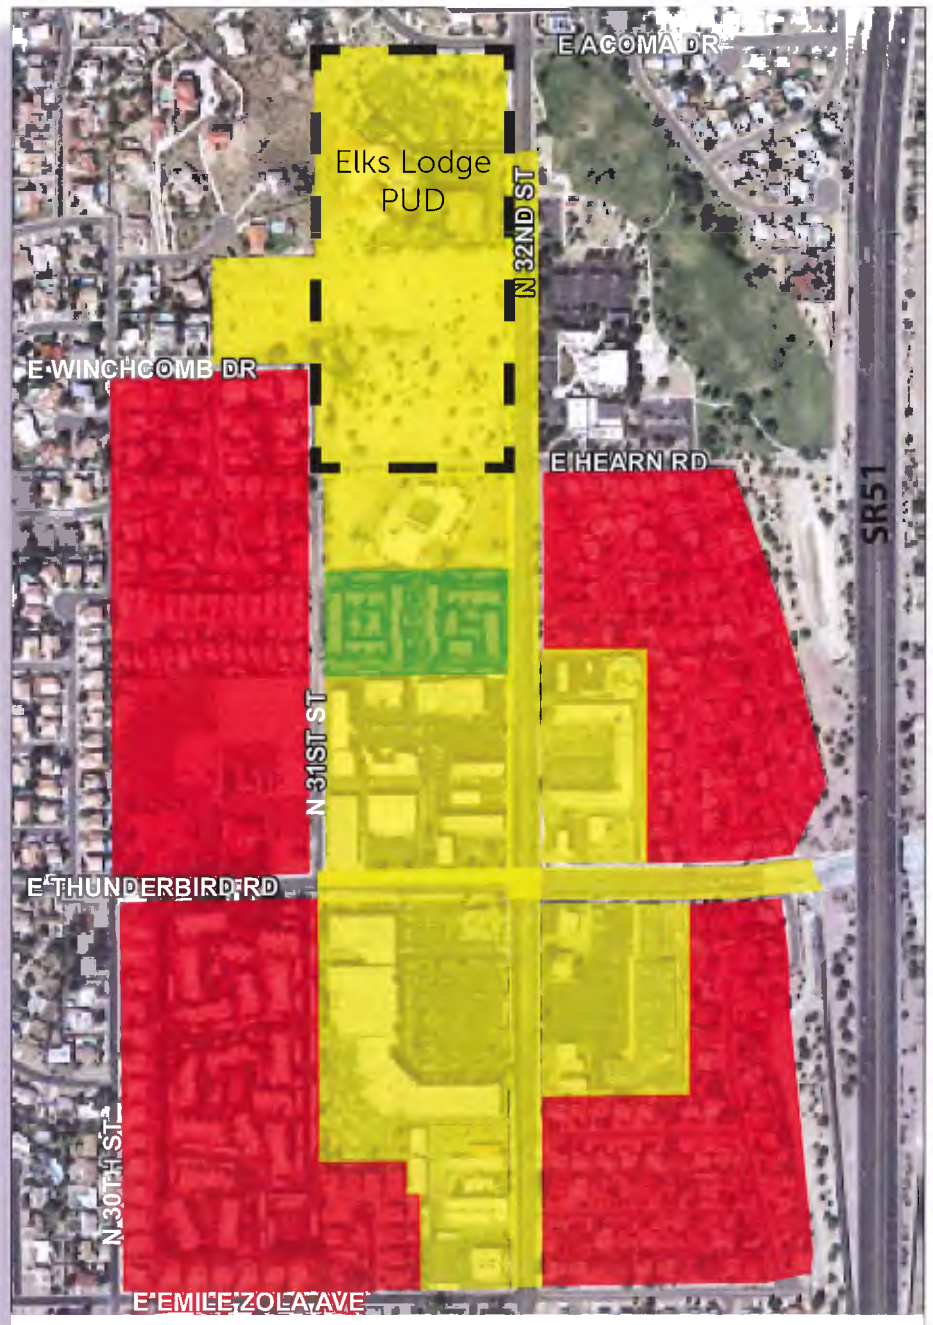 E ACOMA DR
Elks Lodge
PUD
N 32ND ST
E WINCHCOMB DR
E HEARN RD
SR51
N 31ST ST
E THUNDERBIRD RD
N 30TH ST
E EMILE ZOLA AVE